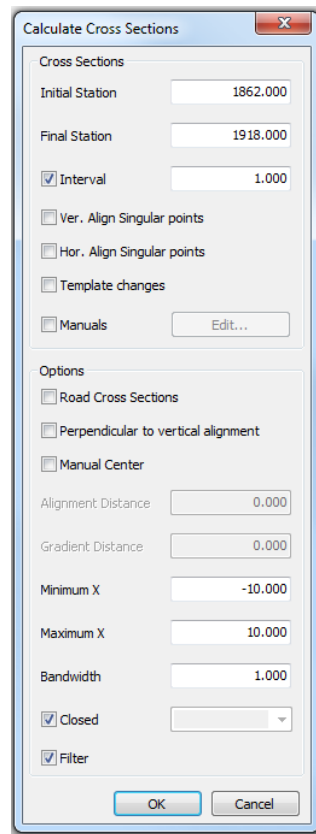 Calculate Cross Sections
Cross Sections
Initial Station 1862.000
Final Station 1918.000
Interval 1.000
Ver. Align Singular points
Hor. Align Singular points
Template changes
Manuals Edit...
Options
Road Cross Sections
Perpendicular to vertical alignment
Manual Center
Alignment Distance 0.000
Gradient Distance 0.000
Minimum X -10.000
Maximum X 10.000
Bandwidth 1.000
Closed
Filter
OK Cancel